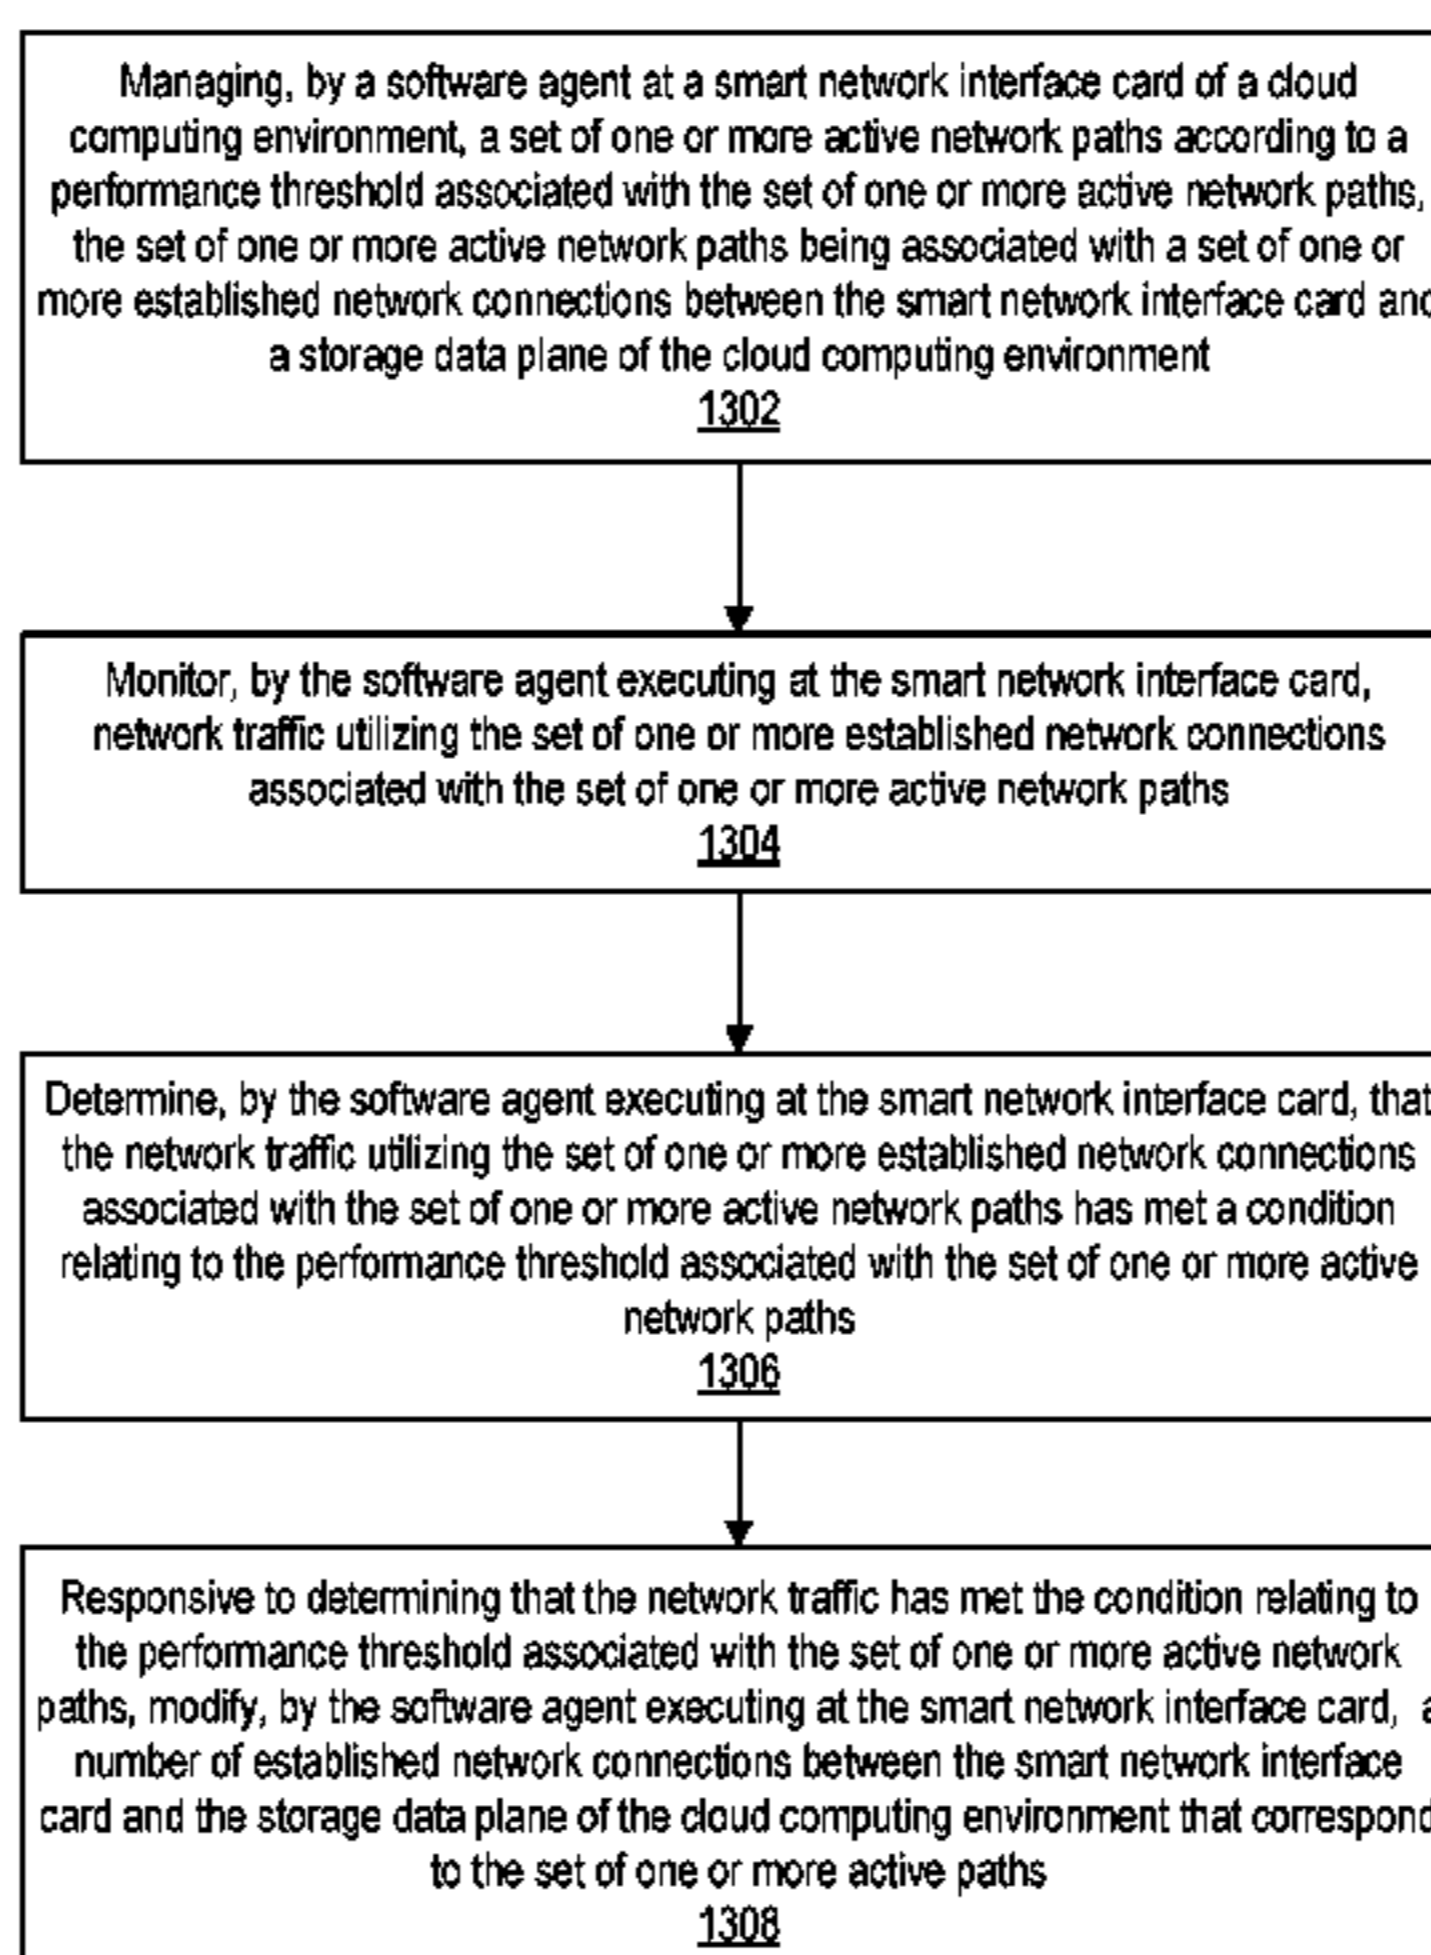 Managing, by a software agent at a smart network interface card of a cloud
computing environment, a set of one or more active network paths according to a
performance threshold associated with the set of one or more active network paths,
the set of one or more active network paths being associated with a set of one or
more established network connections between the smart network interface card and
a storage data plane of the cloud computing environment
1302
Monitor, by the software agent executing at the smart network interface card,
network traffic utilizing the set of one or more established network connections
associated with the set of one or more active network paths
1304
Determine, by the software agent executing at the smart network interface card, that
the network traffic utilizing the set of one or more established network connections
associated with the set of one or more active network paths has met a condition
relating to the performance threshold associated with the set of one or more active
network paths
1306
Responsive to determining that the network traffic has met the condition relating to
the performance threshold associated with the set of one or more active network
paths, modify, by the software agent executing at the smart network interface card, a
number of established network connections between the smart network interface
card and the storage data plane of the cloud computing environment that correspond
to the set of one or more active paths
1308